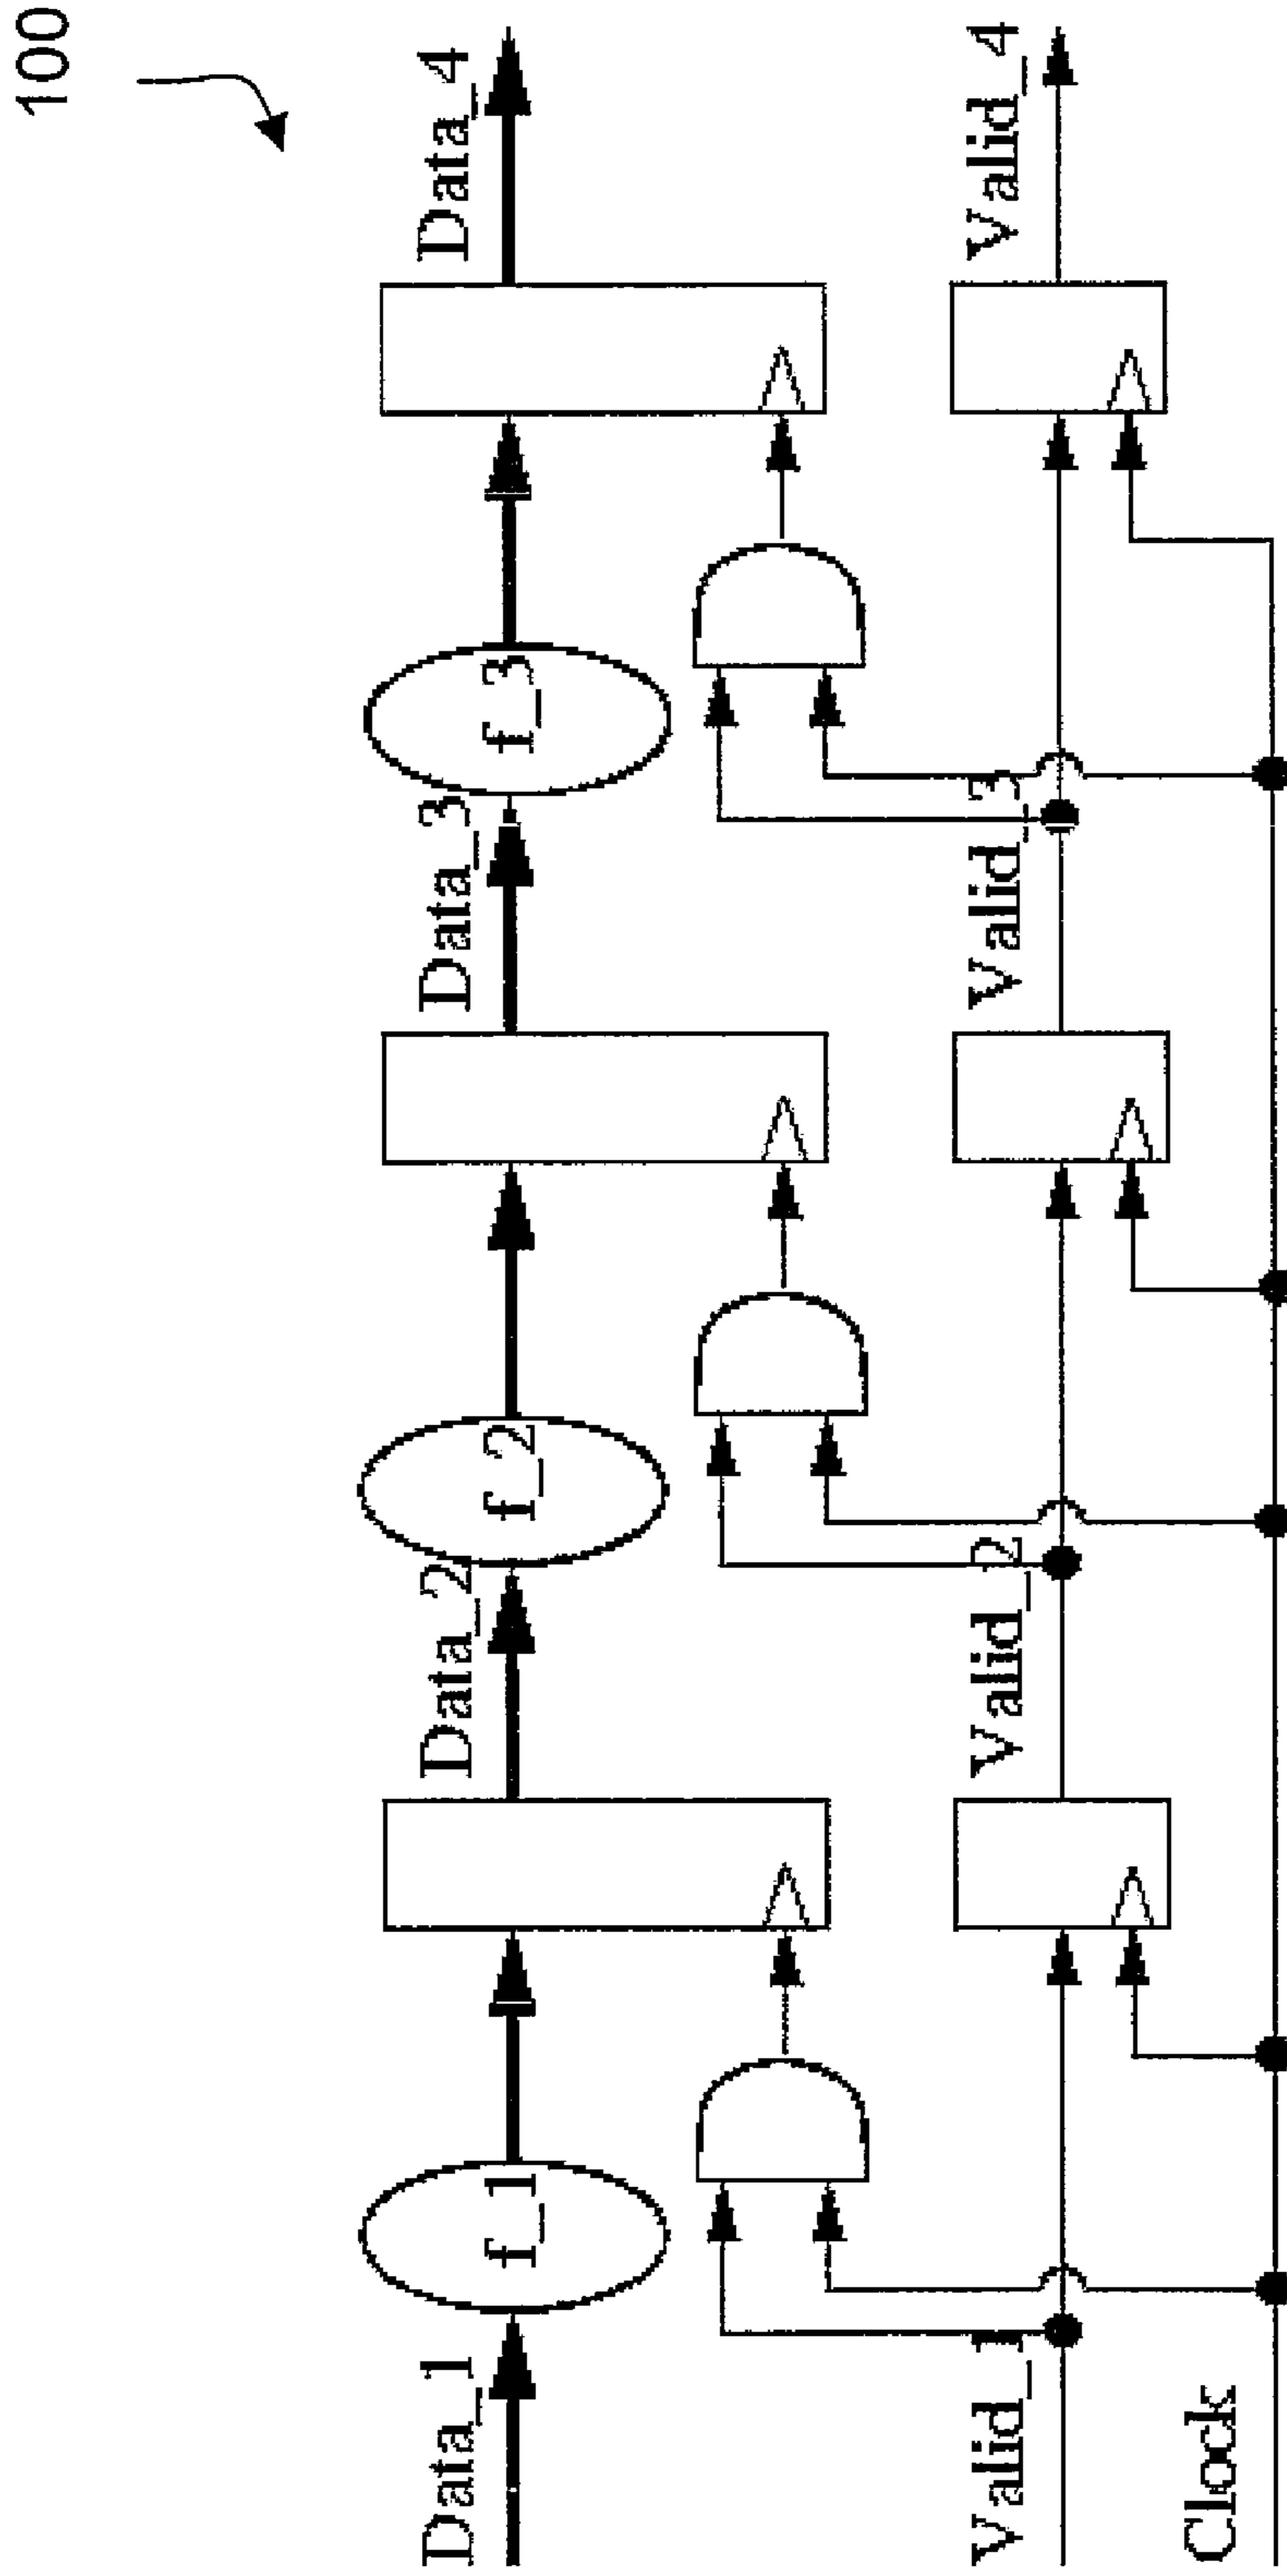 100
Data_1
f_1
Data_2
f_2
Data_3
f_3
Data_4
Valid_1
Valid_2
Valid_3
Valid_4
Clock